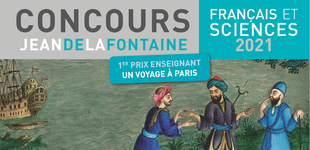 CONCOURS
JEANDELAFONTAINE
FRANÇAIS ET
SCIENCES
2021
1ER PRIX ENSEIGNANT
UN VOYAGE À PARIS